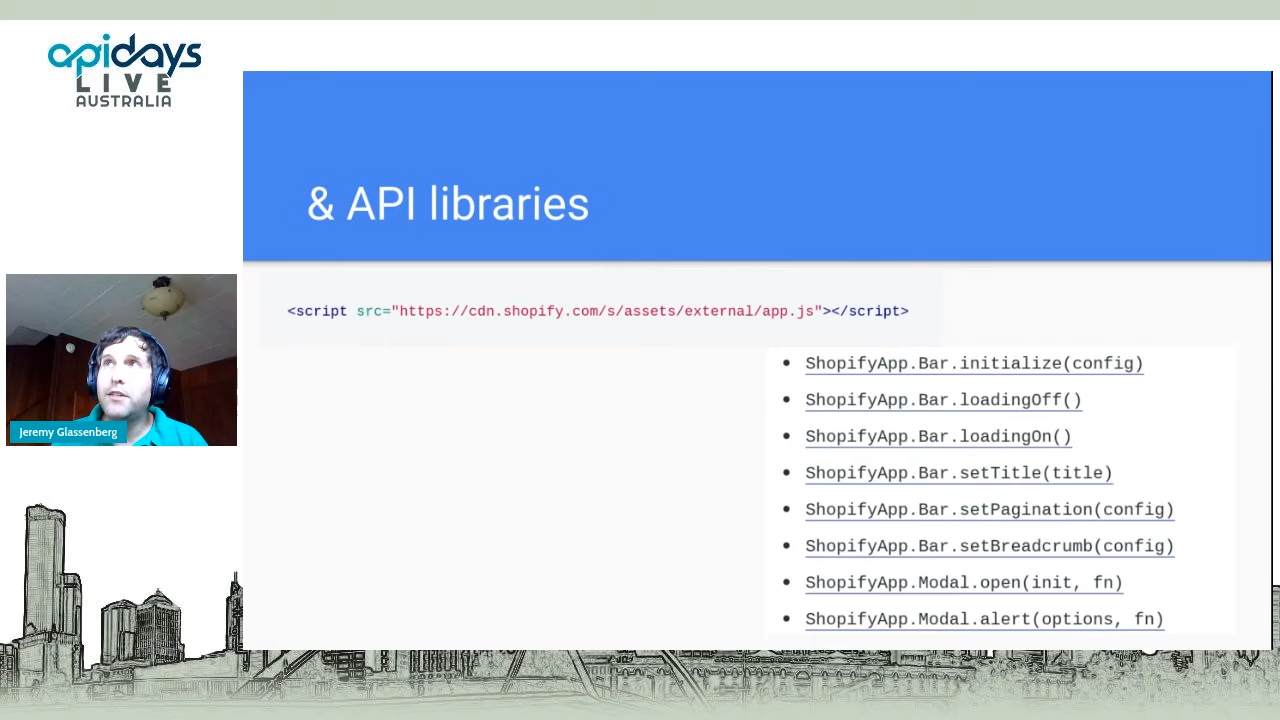 apidays
LIVE
AUSTRALIA
& API libraries
<script src="https://cdn.shopify.com/s/assets/external/app.js"></script>
ShopifyApp.Bar.initialize(config)
ShopifyApp.Bar.loadingOff()
ShopifyApp.Bar.loadingOn()
ShopifyApp.Bar.setTitle(title)
ShopifyApp.Bar.setPagination(config)
ShopifyApp.Bar.setBreadcrumb(config)
ShopifyApp.Modal.open(init, fn)
ShopifyApp.Modal.alert(options, fn)
Jeremy Glassenberg